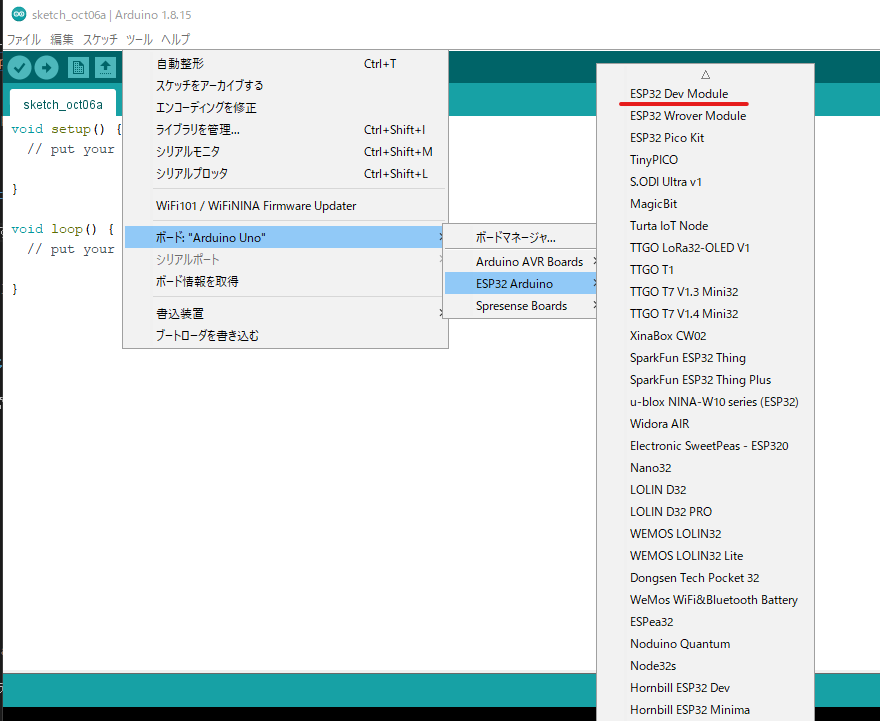 sketch_oct06a | Arduino 1.8.15
ファイル 編集 スケッチ ツール ヘルプ
sketch_oct06a
void setup() {
// put your
}
void loop() {
// put your
}
自動整形 Ctrl+T
スケッチをアーカイブする
エンコーディングを修正
ライブラリを管理... Ctrl+Shift+I
シリアルモニタ Ctrl+Shift+M
シリアルプロッタ Ctrl+Shift+L
WiFi101 / WiFiNINA Firmware Updater
ボード: "Arduino Uno"
シリアルポート
ボード情報を取得
書込装置
ブートローダを書き込む
ボードマネージャ...
Arduino AVR Boards
ESP32 Arduino
Spresense Boards
ESP32 Dev Module
ESP32 Wrover Module
ESP32 Pico Kit
TinyPICO
S.ODI Ultra v1
MagicBit
Turta IoT Node
TTGO LoRa32-OLED V1
TTGO T1
TTGO T7 V1.3 Mini32
TTGO T7 V1.4 Mini32
XinaBox CW02
SparkFun ESP32 Thing
SparkFun ESP32 Thing Plus
u-blox NINA-W10 series (ESP32)
Widora AIR
Electronic SweetPeas - ESP320
Nano32
LOLIN D32
LOLIN D32 PRO
WEMOS LOLIN32
WEMOS LOLIN32 Lite
Dongsen Tech Pocket 32
WeMos WiFi&Bluetooth Battery
ESPea32
Noduino Quantum
Node32s
Hornbill ESP32 Dev
Hornbill ESP32 Minima